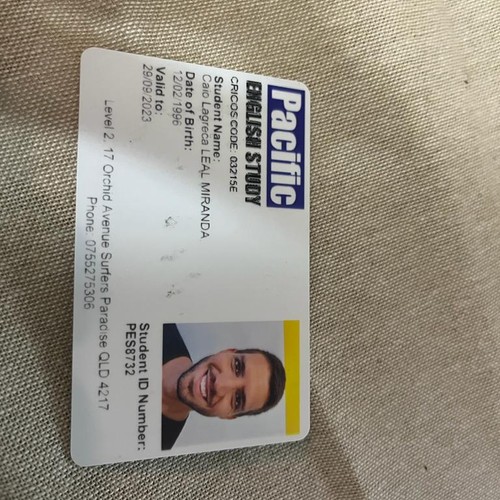 Pacific
ENGLISH STUDY
CRICOS CODE: 03215E
Student Name:
Caio Lagreca LEAL MIRANDA
Date of Birth:
12/02/1996
Valid to:
29/09/2023
Student ID Number:
PES8732
Level 2, 17 Orchid Avenue Surfers Paradise QLD 4217
Phone: 0755275306